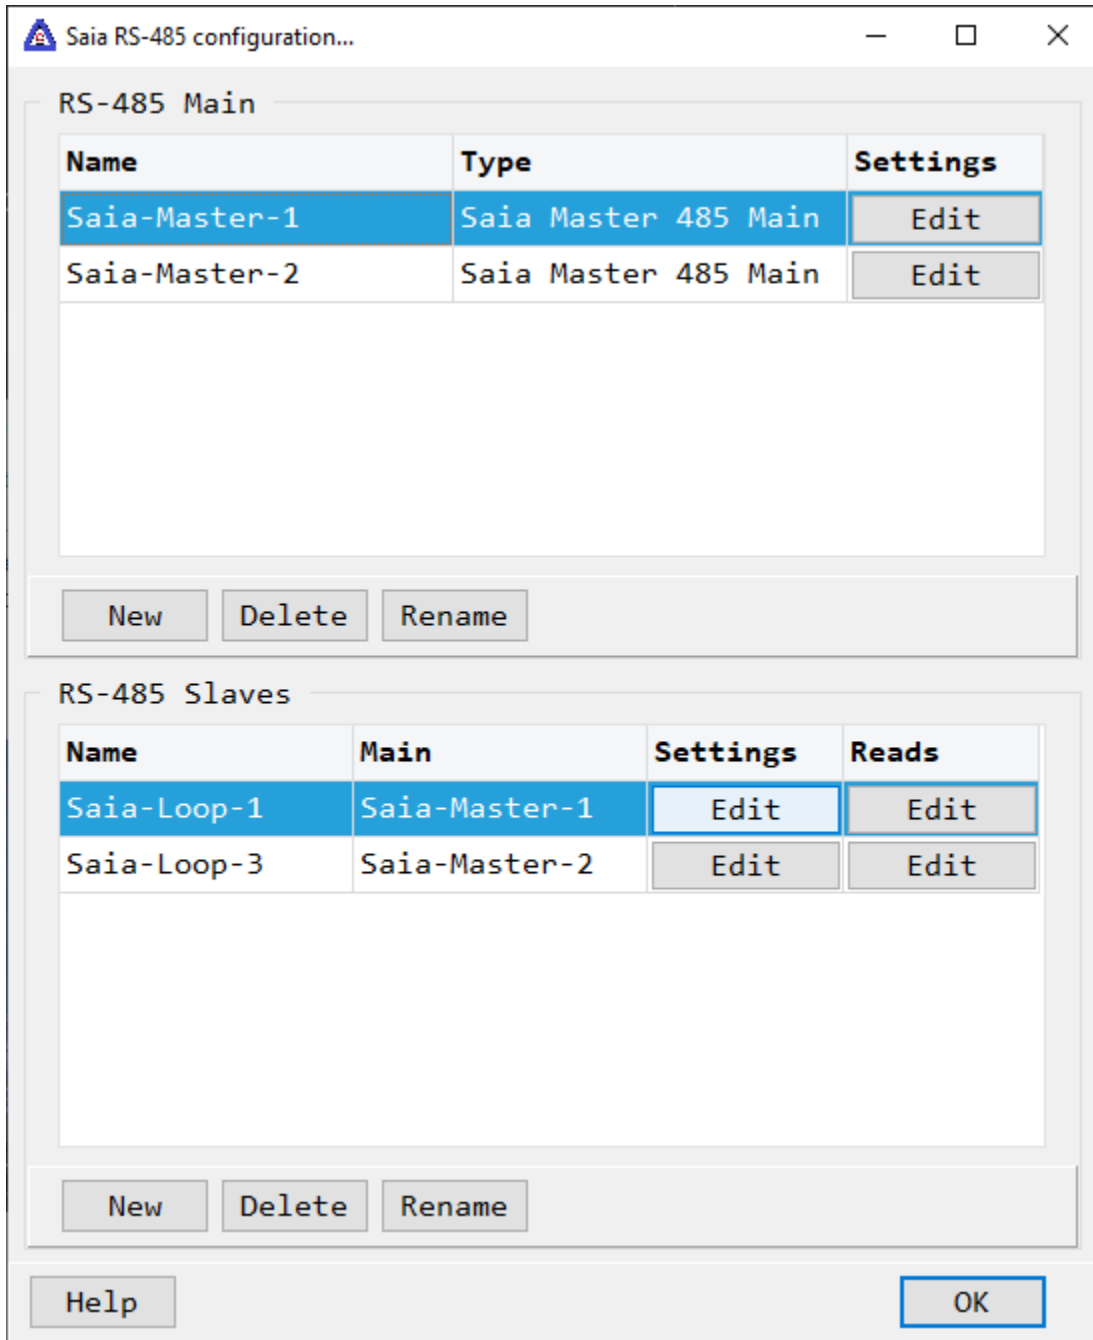 Saia RS-485 configuration...
RS-485 Main
Name Type Settings
Saia-Master-1 Saia Master 485 Main Edit
Saia-Master-2 Saia Master 485 Main Edit
New Delete Rename
RS-485 Slaves
Name Main Settings Reads
Saia-Loop-1 Saia-Master-1 Edit Edit
Saia-Loop-3 Saia-Master-2 Edit Edit
New Delete Rename
Help OK